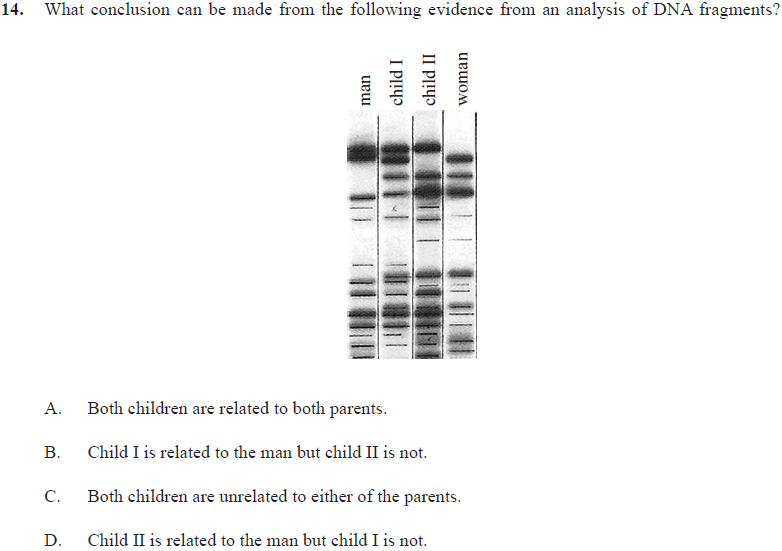 14. What conclusion can be made from the following evidence from an analysis of DNA fragments?
man child I child II woman
A. Both children are related to both parents.
B. Child I is related to the man but child II is not.
C. Both children are unrelated to either of the parents.
D. Child II is related to the man but child I is not.